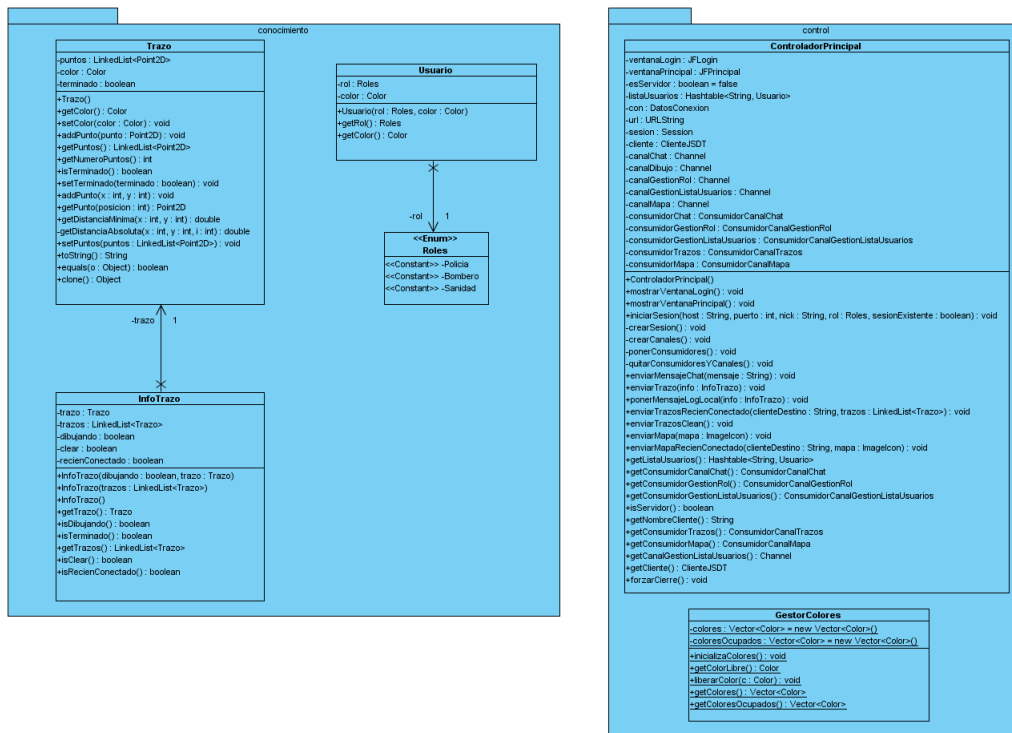 conocimiento
Trazo
-puntos : LinkedList<Point2D>
-color : Color
-terminado : boolean
+Trazo()
+getColor() : Color
+setColor(color : Color) : void
+addPunto(punto : Point2D) : void
+getPuntos() : LinkedList<Point2D>
+getNumeroPuntos() : int
+isTerminado() : boolean
+setTerminado(terminado : boolean) : void
+addPunto(x : int, y : int) : void
+getPunto(posicion : int) : Point2D
+getDistanciaMinima(x : int, y : int) : double
-getDistanciaAbsoluta(x : int, y : int, i : int) : double
+setPuntos(puntos : LinkedList<Point2D>) : void
+toString() : String
+equals(o : Object) : boolean
+clone() : Object
Usuario
-rol : Roles
-color : Color
+Usuario(rol : Roles, color : Color)
+getRol() : Roles
+getColor() : Color
-rol 1
<<Enum>>
Roles
<<Constant>> -Policia
<<Constant>> -Bombero
<<Constant>> -Sanidad
-trazo 1
InfoTrazo
-trazo : Trazo
-trazos : LinkedList<Trazo>
-dibujando : boolean
-clear : boolean
-recienConectado : boolean
+InfoTrazo(dibujando : boolean, trazo : Trazo)
+InfoTrazo(trazos : LinkedList<Trazo>)
+InfoTrazo()
+getTrazo() : Trazo
+isDibujando() : boolean
+isTerminado() : boolean
+getTrazos() : LinkedList<Trazo>
+isClear() : boolean
+isRecienConectado() : boolean
control
ControladorPrincipal
-ventanaLogin : JFLogin
-ventanaPrincipal : JFPrincipal
-esServidor : boolean = false
-listaUsuarios : Hashtable<String, Usuario>
-con : DatosConexion
-url : URLString
-sesion : Session
-cliente : ClienteJSDT
-canalChat : Channel
-canalDibujo : Channel
-canalGestionRol : Channel
-canalGestionListaUsuarios : Channel
-canalMapa : Channel
-consumidorChat : ConsumidorCanalChat
-consumidorGestionRol : ConsumidorCanalGestionRol
-consumidorGestionListaUsuarios : ConsumidorCanalGestionListaUsuarios
-consumidorTrazos : ConsumidorCanalTrazos
-consumidorMapa : ConsumidorCanalMapa
+ControladorPrincipal()
+mostrarVentanaLogin() : void
+mostrarVentanaPrincipal() : void
+iniciarSesion(host : String, puerto : int, nick : String, rol : Roles, sesionExistente : boolean) : void
-crearSesion() : void
-crearCanales() : void
-ponerConsumidores() : void
-quitarConsumidoresYCanales() : void
+enviarMensajeChat(mensaje : String) : void
+enviarTrazo(info : InfoTrazo) : void
+ponerMensajeLogLocal(info : InfoTrazo) : void
+enviarTrazosRecienConectado(clienteDestino : String, trazos : LinkedList<Trazo>) : void
+enviarTrazosClean() : void
+enviarMapa(mapa : ImageIcon) : void
+enviarMapaRecienConectado(clienteDestino : String, mapa : ImageIcon) : void
+getListaUsuarios() : Hashtable<String, Usuario>
+getConsumidorCanalChat() : ConsumidorCanalChat
+getConsumidorGestionRol() : ConsumidorCanalGestionRol
+getConsumidorGestionListaUsuarios() : ConsumidorCanalGestionListaUsuarios
+isServidor() : boolean
+getNombreCliente() : String
+getConsumidorTrazos() : ConsumidorCanalTrazos
+getConsumidorMapa() : ConsumidorCanalMapa
+getCanalGestionListaUsuarios() : Channel
+getCliente() : ClienteJSDT
+forzarCierre() : void
GestorColores
-colores : Vector<Color> = new Vector<Color>()
-coloresOcupados : Vector<Color> = new Vector<Color>()
+inicializaColores() : void
+getColorLibre() : Color
+liberarColor(c : Color) : void
+getColores() : Vector<Color>
+getColoresOcupados() : Vector<Color>